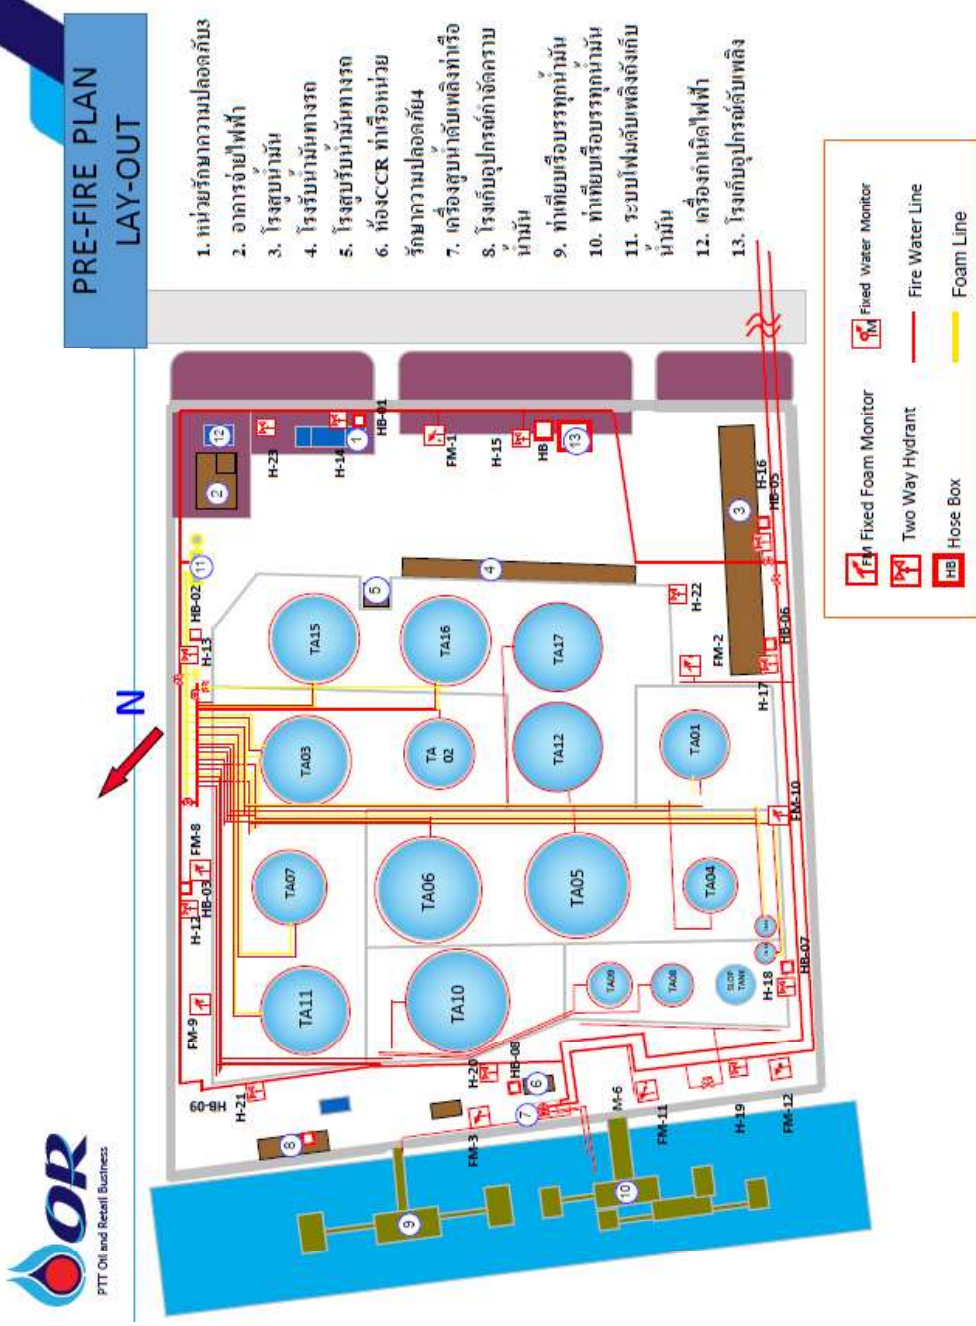 PRE-FIRE PLAN
LAY-OUT
OR
PTT Oil and Retail Business
N
1. หน่วยรักษาความปลอดภัย3
2. อาคารจ่ายไฟฟ้า
3. โรงสูบน้ำมัน
4. โรงรับน้ำมันทางรถ
5. โรงสูบรับน้ำมันทางรถ
6. ห้องCCR ท่าเรือหน่วย
รักษาความปลอดภัย4
7. เครื่องสูบน้ำดับเพลิงท่าเรือ
8. โรงเก็บอุปกรณ์กำจัดคราบ
น้ำมัน
9. ท่าเทียบเรือบรรทุกน้ำมัน
10. ท่าเทียบเรือบรรทุกน้ำมัน
11. ระบบโฟมดับเพลิงถังเก็บ
น้ำมัน
12. เครื่องกำเนิดไฟฟ้า
13. โรงเก็บอุปกรณ์ดับเพลิง
HB-09
H-21
8
FM-9
H-12
HB-03
FM-8
H-13
HB-02
11
2
12
H-23
H-14
1
HB-01
FM-1
H-15
HB
13
TA11
TA07
TA03
TA15
5
TA10
TA06
TA
02
TA16
4
TA05
TA12
TA17
TA09
TA08
SLOP
TANK
TA04
TA01
H-22
FM-2
3
H-16
HB-05
HB-06
H-17
FM-10
HB-07
H-18
H-20
HB-08
6
7
FM-3
M-6
FM-11
H-19
FM-12
9
10
FM Fixed Foam Monitor
M Fixed Water Monitor
Two Way Hydrant
Fire Water Line
HB Hose Box
Foam Line